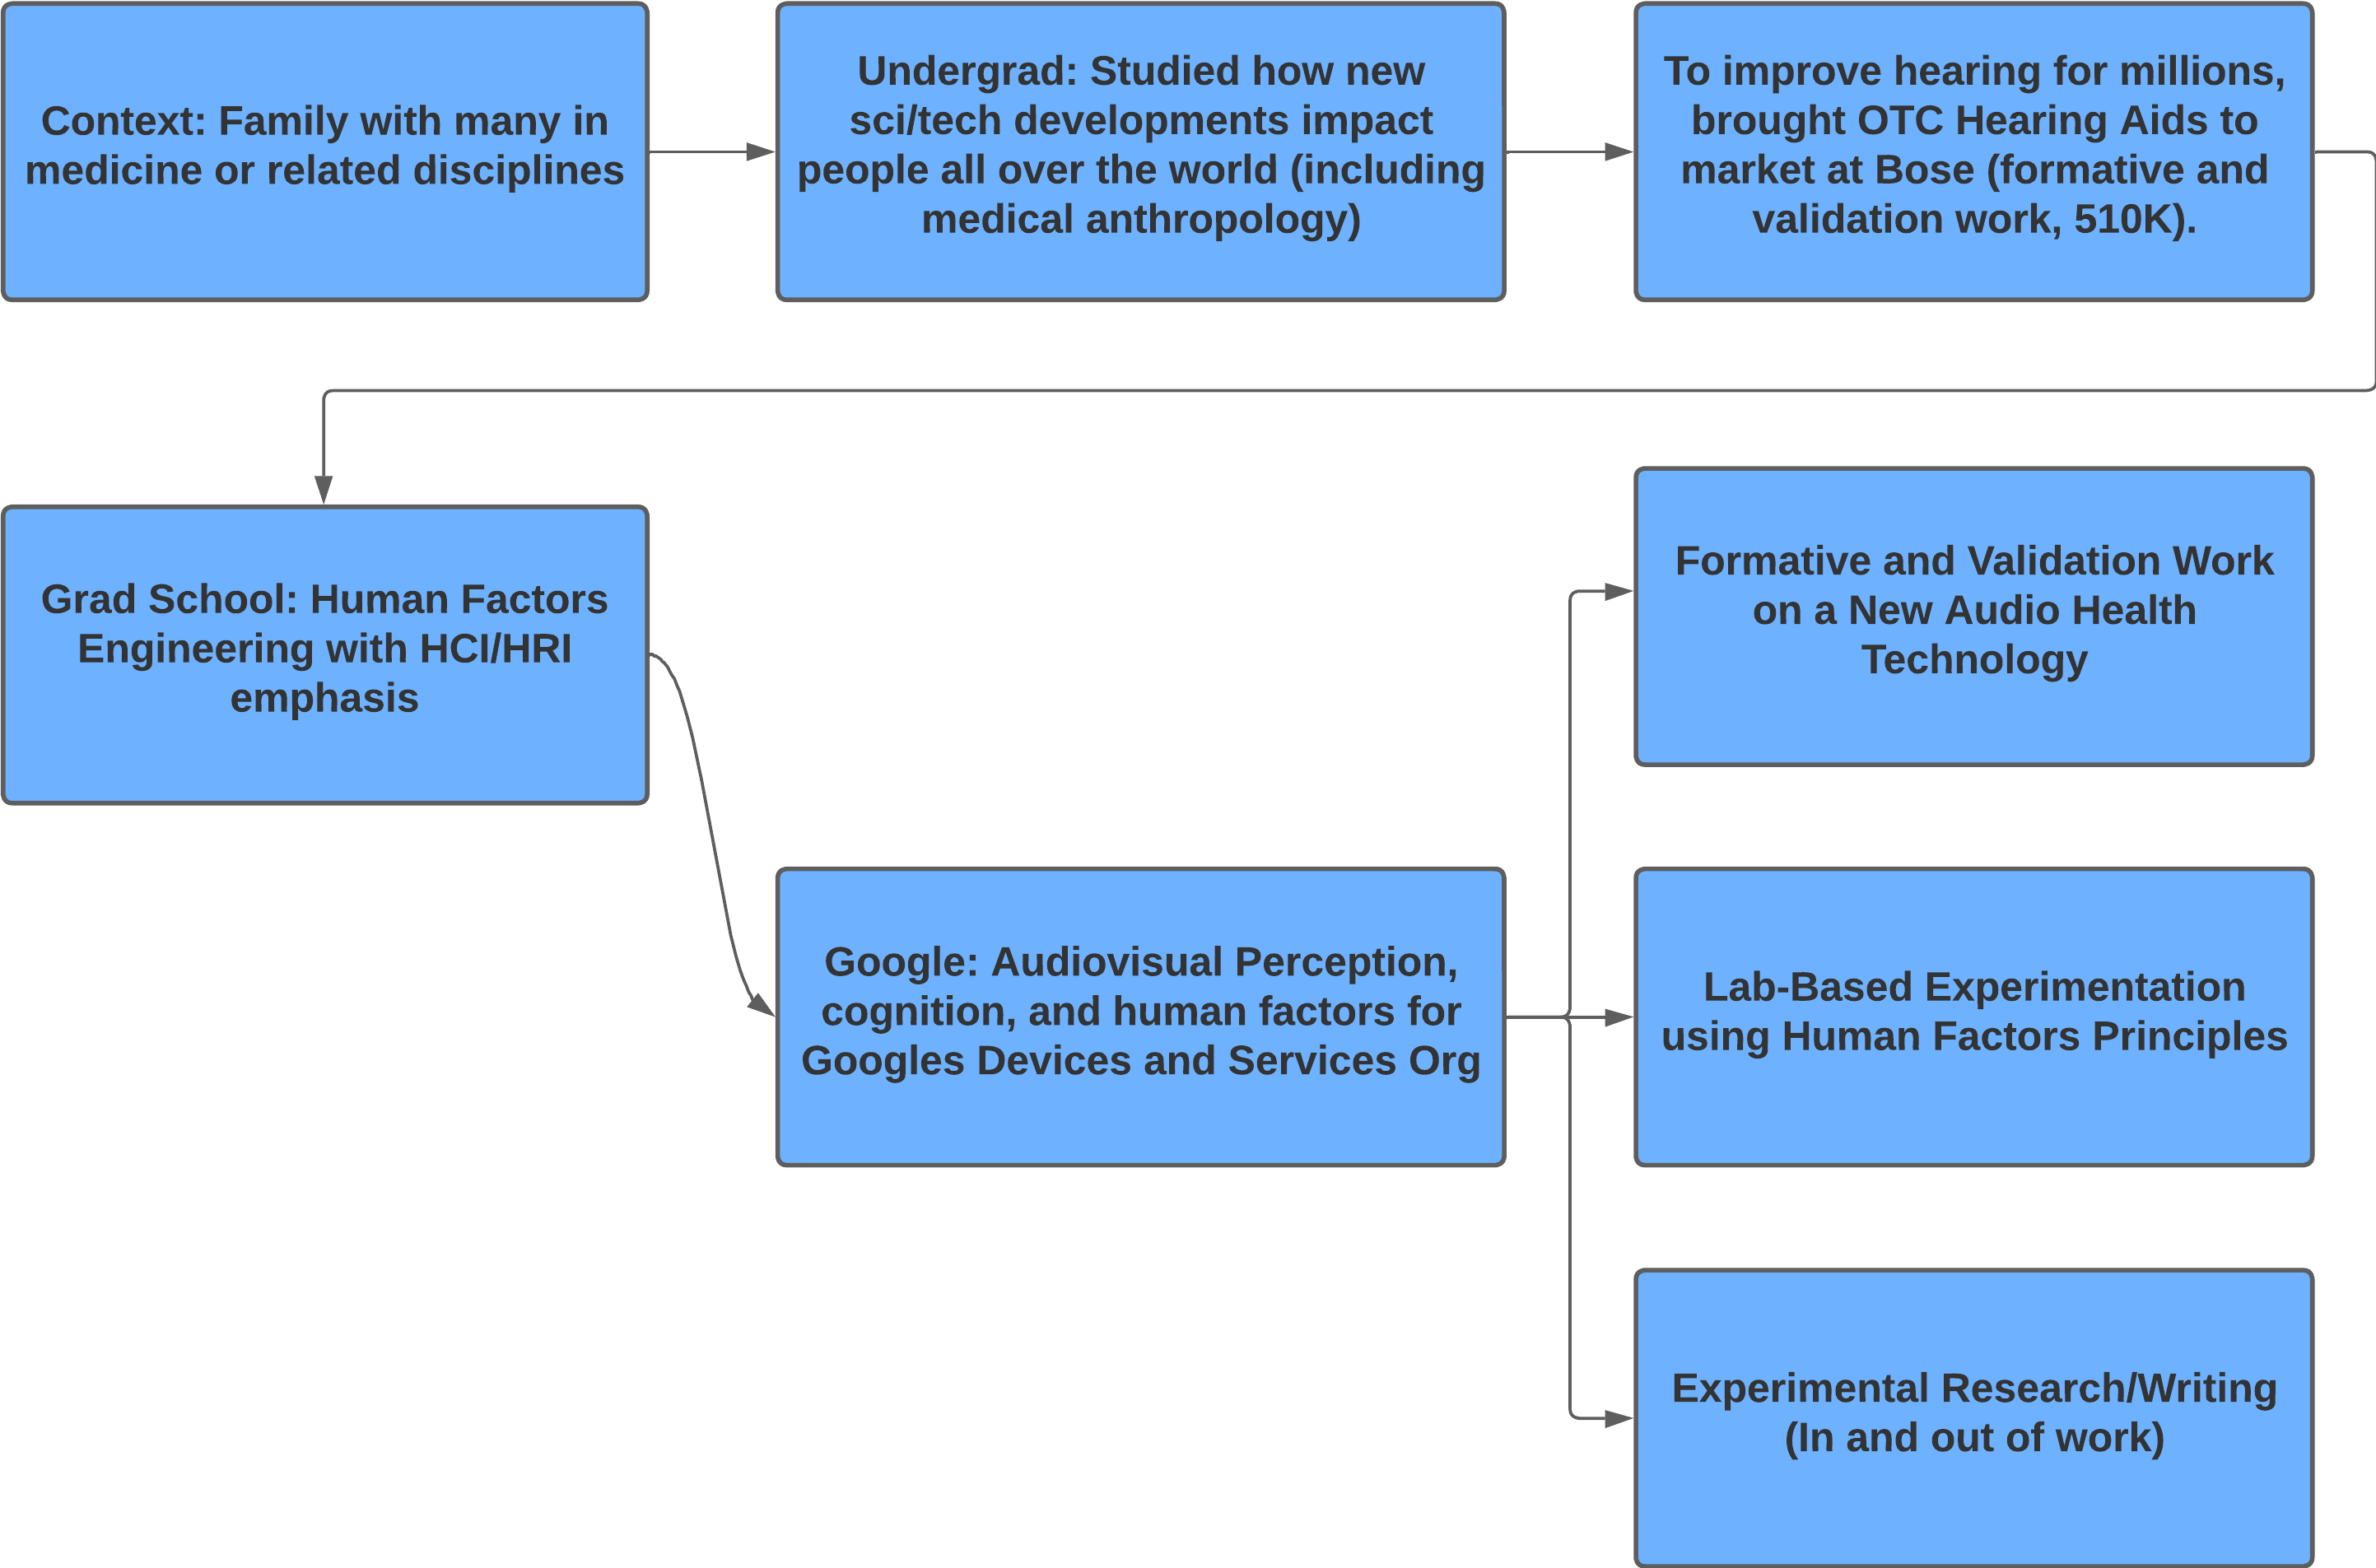 Context: Family with many in
medicine or related disciplines
Undergrad: Studied how new
sci/tech developments impact
people all over the world (including
medical anthropology)
To improve hearing for millions,
brought OTC Hearing Aids to
market at Bose (formative and
validation work, 510K).
Grad School: Human Factors
Engineering with HCI/HRI
emphasis
Google: Audiovisual Perception,
cognition, and human factors for
Googles Devices and Services Org
Formative and Validation Work
on a New Audio Health
Technology
Lab-Based Experimentation
using Human Factors Principles
Experimental Research/Writing
(In and out of work)